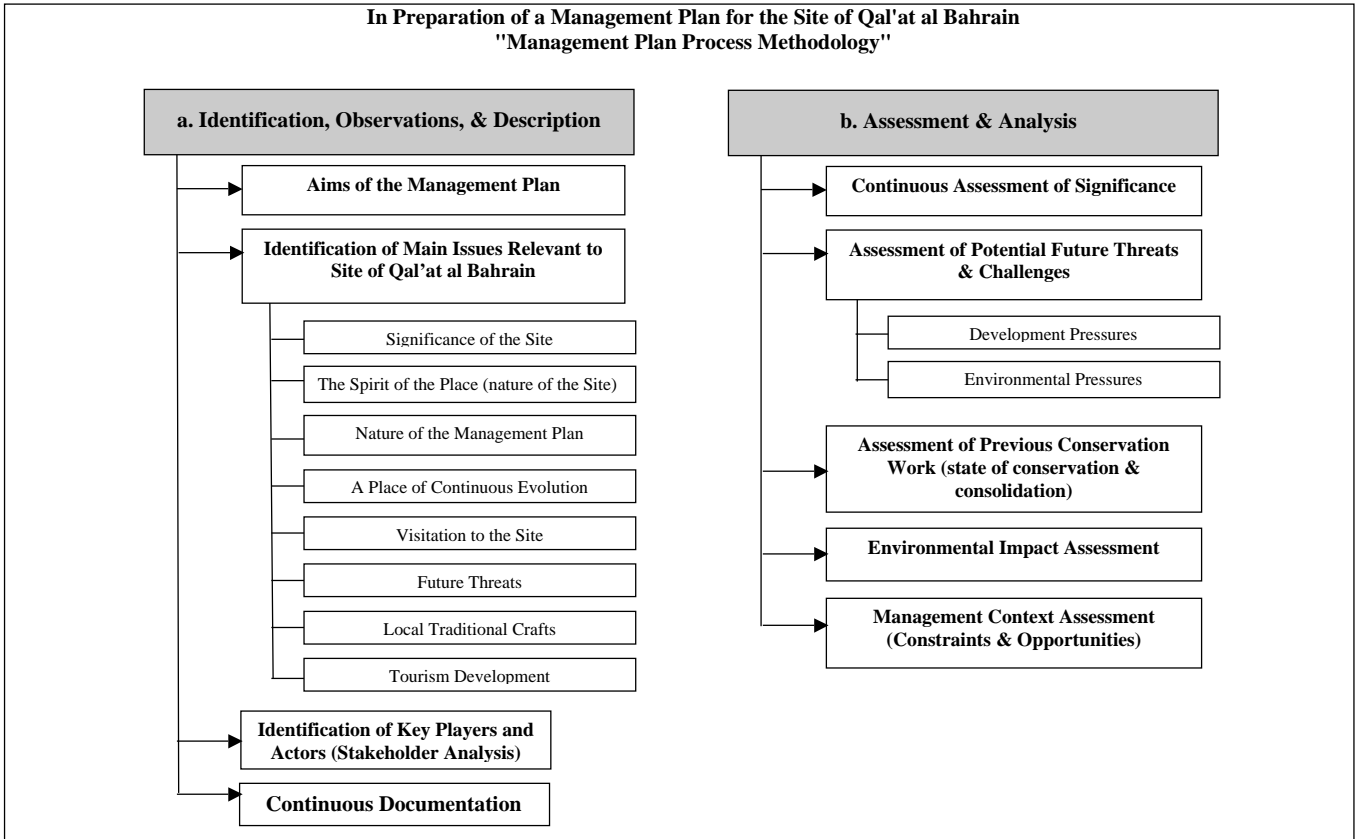 In Preparation of a Management Plan for the Site of Qal'at al Bahrain
"Management Plan Process Methodology"
a. Identification, Observations, & Description
Aims of the Management Plan
Identification of Main Issues Relevant to
Site of Qal’at al Bahrain
Significance of the Site
The Spirit of the Place (nature of the Site)
Nature of the Management Plan
A Place of Continuous Evolution
Visitation to the Site
Future Threats
Local Traditional Crafts
Tourism Development
Identification of Key Players and
Actors (Stakeholder Analysis)
Continuous Documentation
b. Assessment & Analysis
Continuous Assessment of Significance
Assessment of Potential Future Threats
& Challenges
Development Pressures
Environmental Pressures
Assessment of Previous Conservation
Work (state of conservation &
consolidation)
Environmental Impact Assessment
Management Context Assessment
(Constraints & Opportunities)